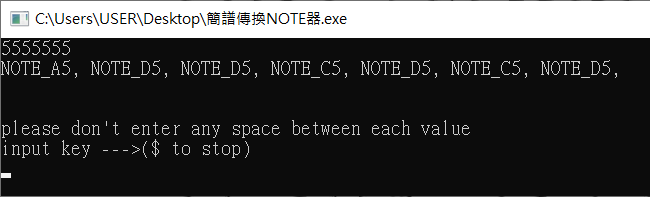 C:\Users\USER\Desktop\簡譜傳換NOTE器.exe
5555555
NOTE_A5, NOTE_D5, NOTE_D5, NOTE_C5, NOTE_D5, NOTE_C5, NOTE_D5,
please don't enter any space between each value
input key --->($ to stop)